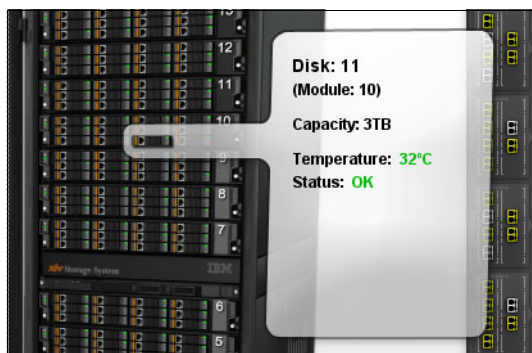 13
12
11
10
9
8
7
XIV Storage System IBM
6
5
Disk: 11
(Module: 10)
Capacity: 3TB
Temperature: 32°C
Status: OK